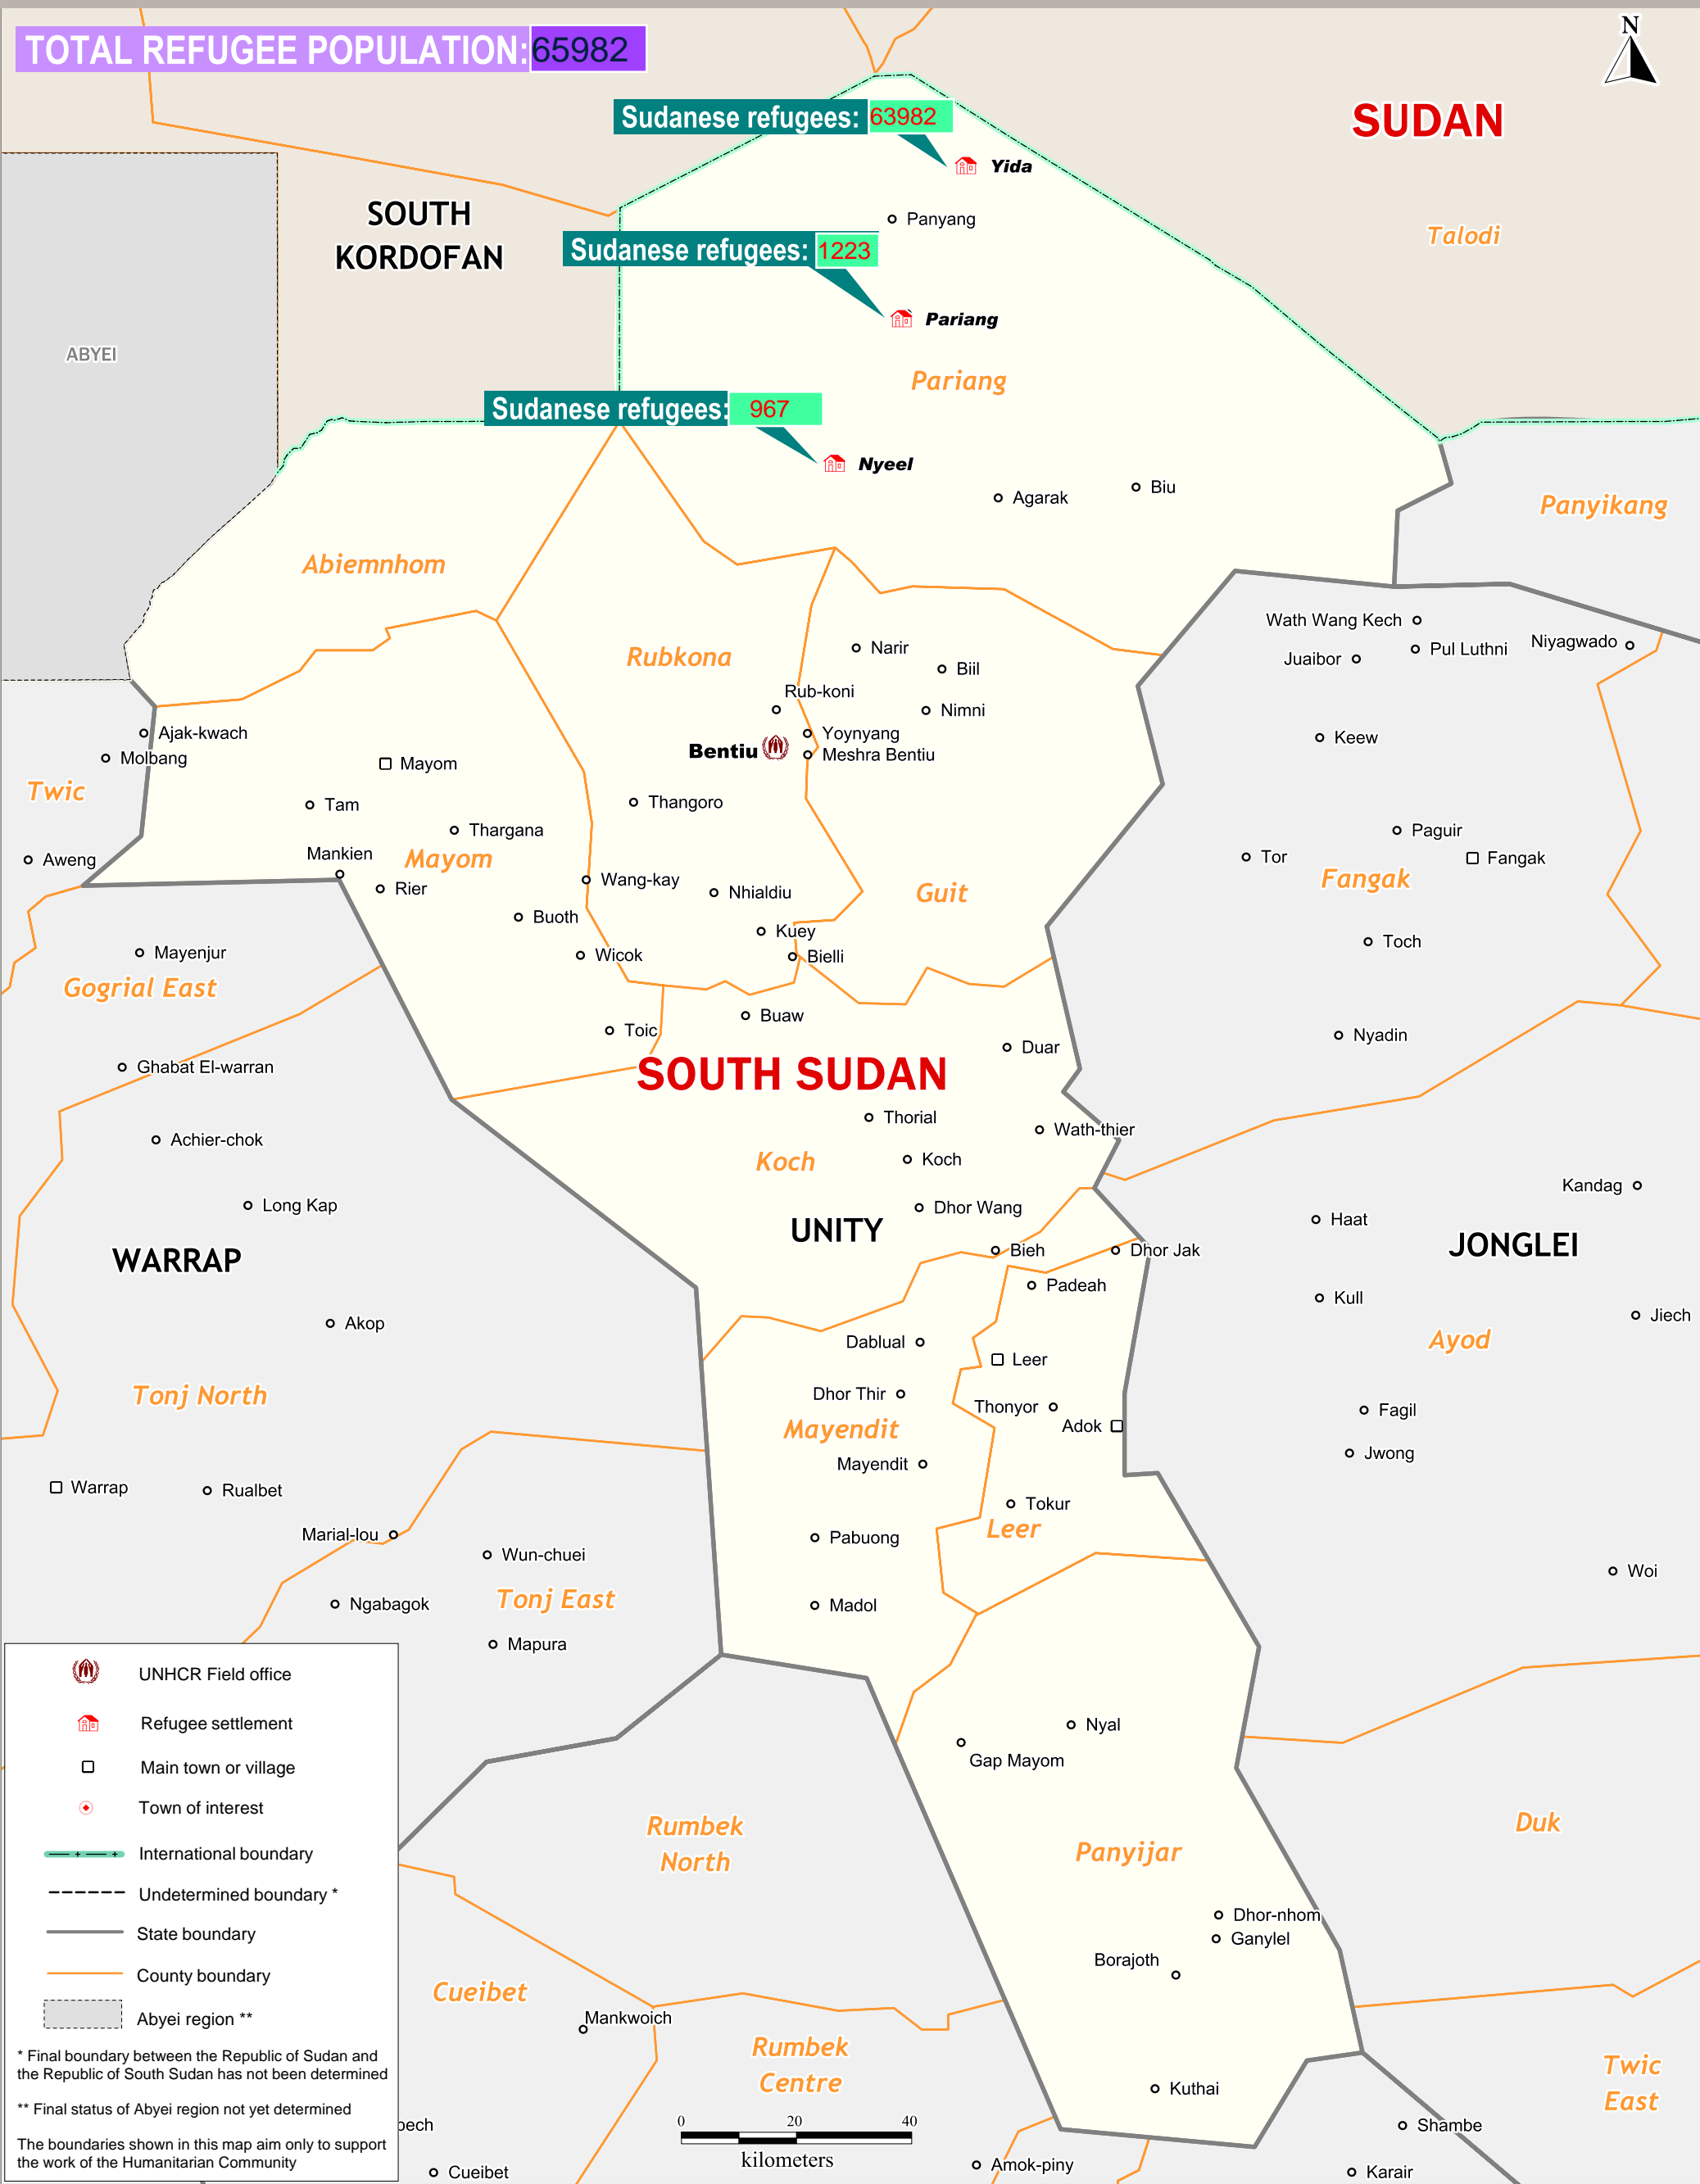 TOTAL REFUGEE POPULATION: 65982
N
Sudanese refugees: 63982
SUDAN
Yida
SOUTH
KORDOFAN
Panyang
Talodi
Sudanese refugees: 1223
Pariang
ABYEI
Pariang
Sudanese refugees: 967
Nyeel
Agarak
Biu
Panyikang
Abiemnhom
Wath Wang Kech
Niyagwado
Pul Luthni
Juaibor
Rubkona
Narir
Biil
Rub-koni
Nimni
Ajak-kwach
Yoynyang
Keew
Bentiu
Meshra Bentiu
Molbang
Mayom
Twic
Thangoro
Tam
Thargana
Paguir
Mankien
Mayom
Tor
Fangak
Aweng
Fangak
Wang-kay
Rier
Nhialdiu
Guit
Buoth
Kuey
Toch
Mayenjur
Wicok
Bielli
Gogrial East
Buaw
Toic
Nyadin
Duar
Ghabat El-warran
SOUTH SUDAN
Thorial
Wath-thier
Achier-chok
Koch
Koch
Kandag
Long Kap
Dhor Wang
Haat
UNITY
JONGLEI
Bieh
Dhor Jak
WARRAP
Padeah
Kull
Jiech
Akop
Dablual
Ayod
Leer
Tonj North
Dhor Thir
Thonyor
Fagil
Adok
Mayendit
Jwong
Mayendit
Warrap
Rualbet
Tokur
Leer
Marial-lou
Pabuong
Wun-chuei
Woi
Tonj East
Ngabagok
Madol
Mapura
UNHCR Field office
Refugee settlement
Nyal
Gap Mayom
Main town or village
Town of interest
Rumbek
North
Duk
Panyijar
International boundary
Undetermined boundary *
Dhor-nhom
State boundary
Ganylel
Borajoth
County boundary
Cueibet
Abyei region **
Mankwoich
* Final boundary between the Republic of Sudan and
the Republic of South Sudan has not been determined
Rumbek
Centre
Twic
East
Kuthai
** Final status of Abyei region not yet determined
0 20 40
kilometers
pech
Shambe
The boundaries shown in this map aim only to support
the work of the Humanitarian Community
Cueibet
Amok-piny
Karair